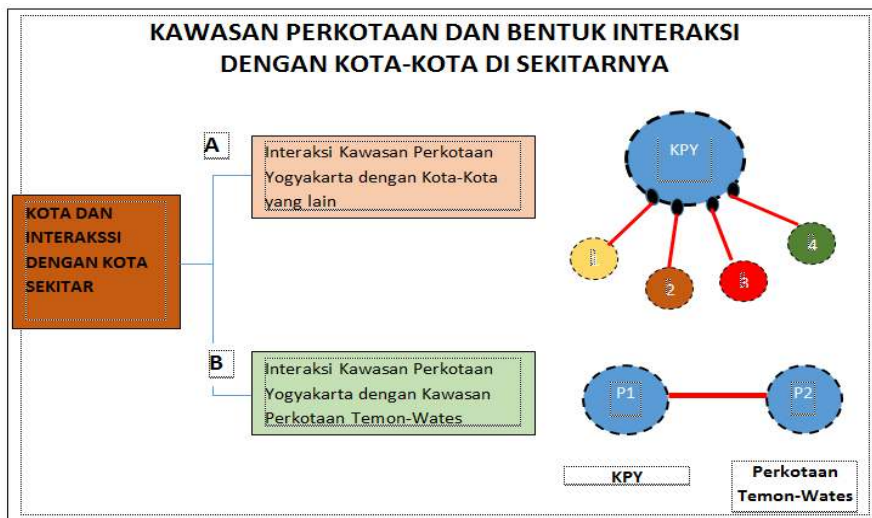 KAWASAN PERKOTAAN DAN BENTUK INTERAKSI
DENGAN KOTA-KOTA DI SEKITARNYA
A
Interaksi Kawasan Perkotaan
Yogyakarta dengan Kota-Kota
yang lain
KPY
KOTA DAN
INTERAKSSI
DENGAN KOTA
SEKITAR
1
2
3
4
B
Interaksi Kawasan Perkotaan
Yogyakarta dengan Kawasan
Perkotaan Temon-Wates
P1
P2
KPY
Perkotaan
Temon-Wates